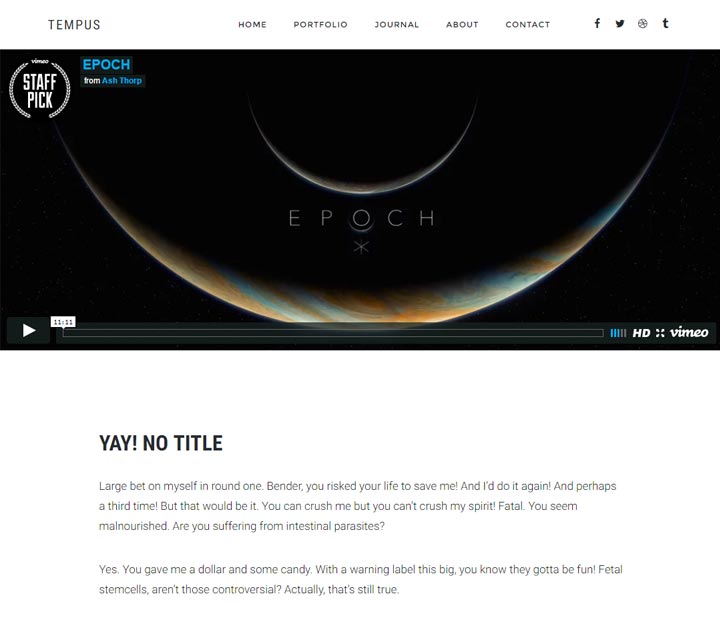 TEMPUS
HOME PORTFOLIO JOURNAL ABOUT CONTACT
vimeo
STAFF
PICK
EPOCH
from Ash Thorp
EPOCH
11:11
HD vimeo
YAY! NO TITLE
Large bet on myself in round one. Bender, you risked your life to save me! And I'd do it again! And perhaps
a third time! But that would be it. You can crush me but you can't crush my spirit! Fatal. You seem
malnourished. Are you suffering from intestinal parasites?
Yes. You gave me a dollar and some candy. With a warning label this big, you know they gotta be fun! Fetal
stemcells, aren't those controversial? Actually, that's still true.